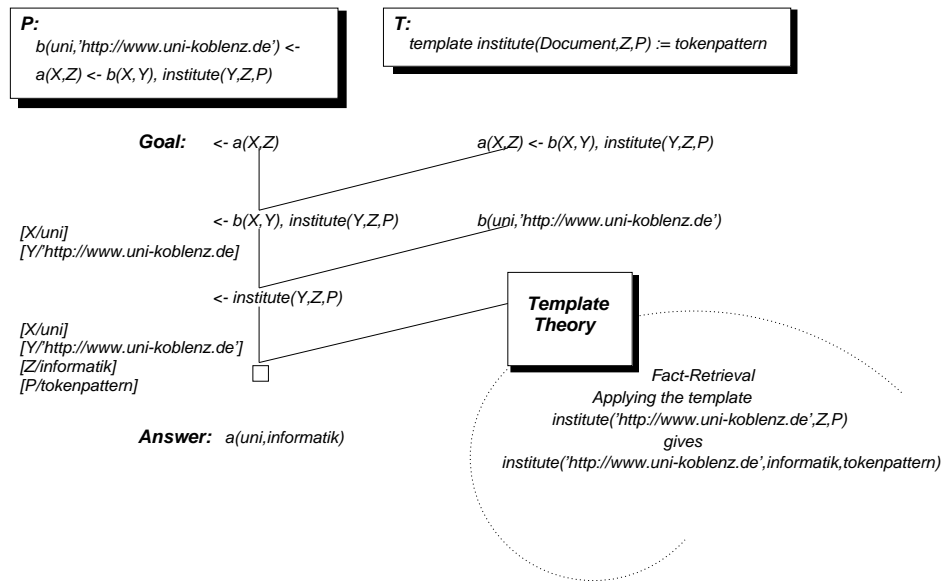 P:
b(uni,'http://www.uni-koblenz.de') <-
a(X,Z) <- b(X,Y), institute(Y,Z,P)
T:
template institute(Document,Z,P) := tokenpattern
Goal: <- a(X,Z)
a(X,Z) <- b(X,Y), institute(Y,Z,P)
<- b(X,Y), institute(Y,Z,P)
b(uni,'http://www.uni-koblenz.de')
[X/uni]
[Y/'http://www.uni-koblenz.de]
<- institute(Y,Z,P)
Template
Theory
[X/uni]
[Y/'http://www.uni-koblenz.de']
[Z/informatik]
[P/tokenpattern]
Fact-Retrieval
Applying the template
institute('http://www.uni-koblenz.de',Z,P)
gives
institute('http://www.uni-koblenz.de',informatik,tokenpattern)
Answer: a(uni,informatik)